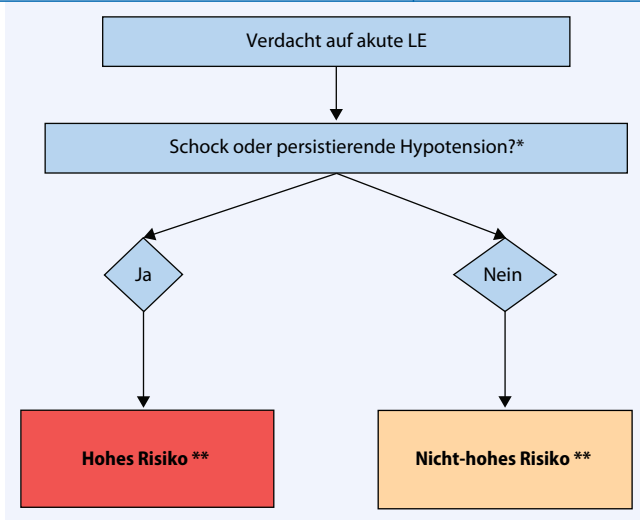 Verdacht auf akute LE
Schock oder persistierende Hypotension?*
Ja
Nein
Hohes Risiko **
Nicht-hohes Risiko **